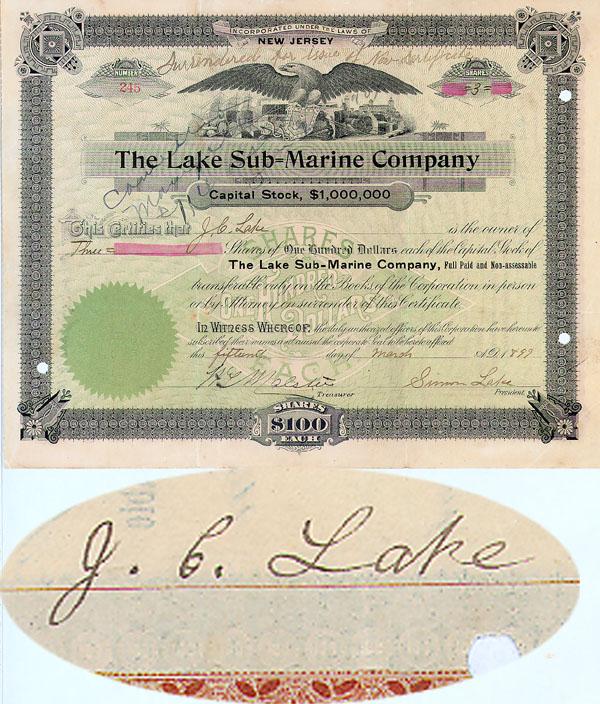 INCORPORATED UNDER THE LAWS OF
NEW JERSEY
Surrendered for Issue of New Certificate
NUMBER
245
SHARES
=3=
The Lake Sub-Marine Company
Capital Stock, $1,000,000
This Certifies that J. C. Lake is the owner of
Three Shares of One Hundred Dollars each of the Capital Stock of
The Lake Sub-Marine Company, Full Paid and Non-assessable
transferable only on the Books of the Corporation in person
or by Attorney on surrender of this Certificate.
In Witness Whereof, the duly authorized officers of this Corporation have hereunto
subscribed their names and caused the corporate Seal to be hereto affixed
this fifteenth day of March A.D. 1897
Simon Lake
Treasurer
President
SHARES
$100
EACH
J. C. Lake